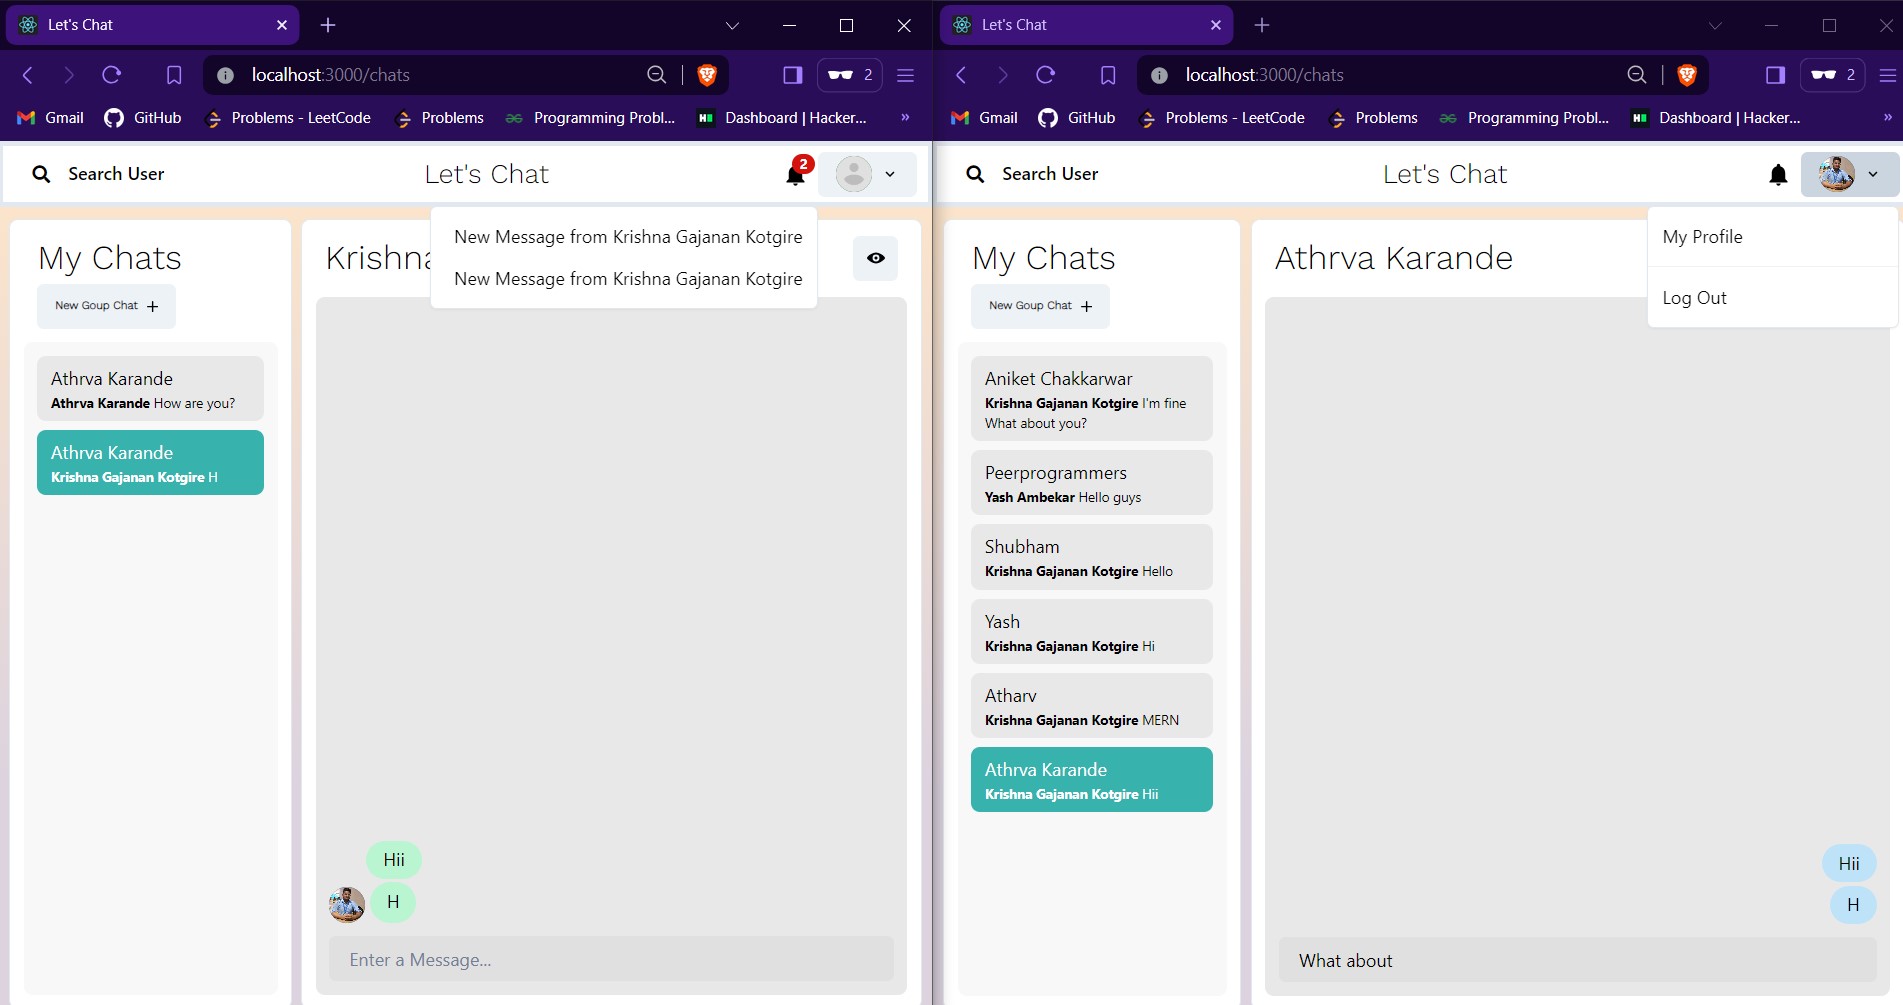 Let's Chat
localhost:3000/chats
2
Gmail
GitHub
Problems - LeetCode
Problems
Programming Probl...
Dashboard | Hacker...
»
Search User
Let's Chat
2
New Message from Krishna Gajanan Kotgire
New Message from Krishna Gajanan Kotgire
My Chats
New Goup Chat +
Athrva Karande
Athrva Karande How are you?
Athrva Karande
Krishna Gajanan Kotgire H
Krishna
Hii
H
Enter a Message...
Let's Chat
localhost:3000/chats
2
Gmail
GitHub
Problems - LeetCode
Problems
Programming Probl...
Dashboard | Hacker...
»
Search User
Let's Chat
My Profile
Log Out
My Chats
New Goup Chat +
Aniket Chakkarwar
Krishna Gajanan Kotgire I'm fine
What about you?
Peerprogrammers
Yash Ambekar Hello guys
Shubham
Krishna Gajanan Kotgire Hello
Yash
Krishna Gajanan Kotgire Hi
Atharv
Krishna Gajanan Kotgire MERN
Athrva Karande
Krishna Gajanan Kotgire Hii
Athrva Karande
Hii
H
What about